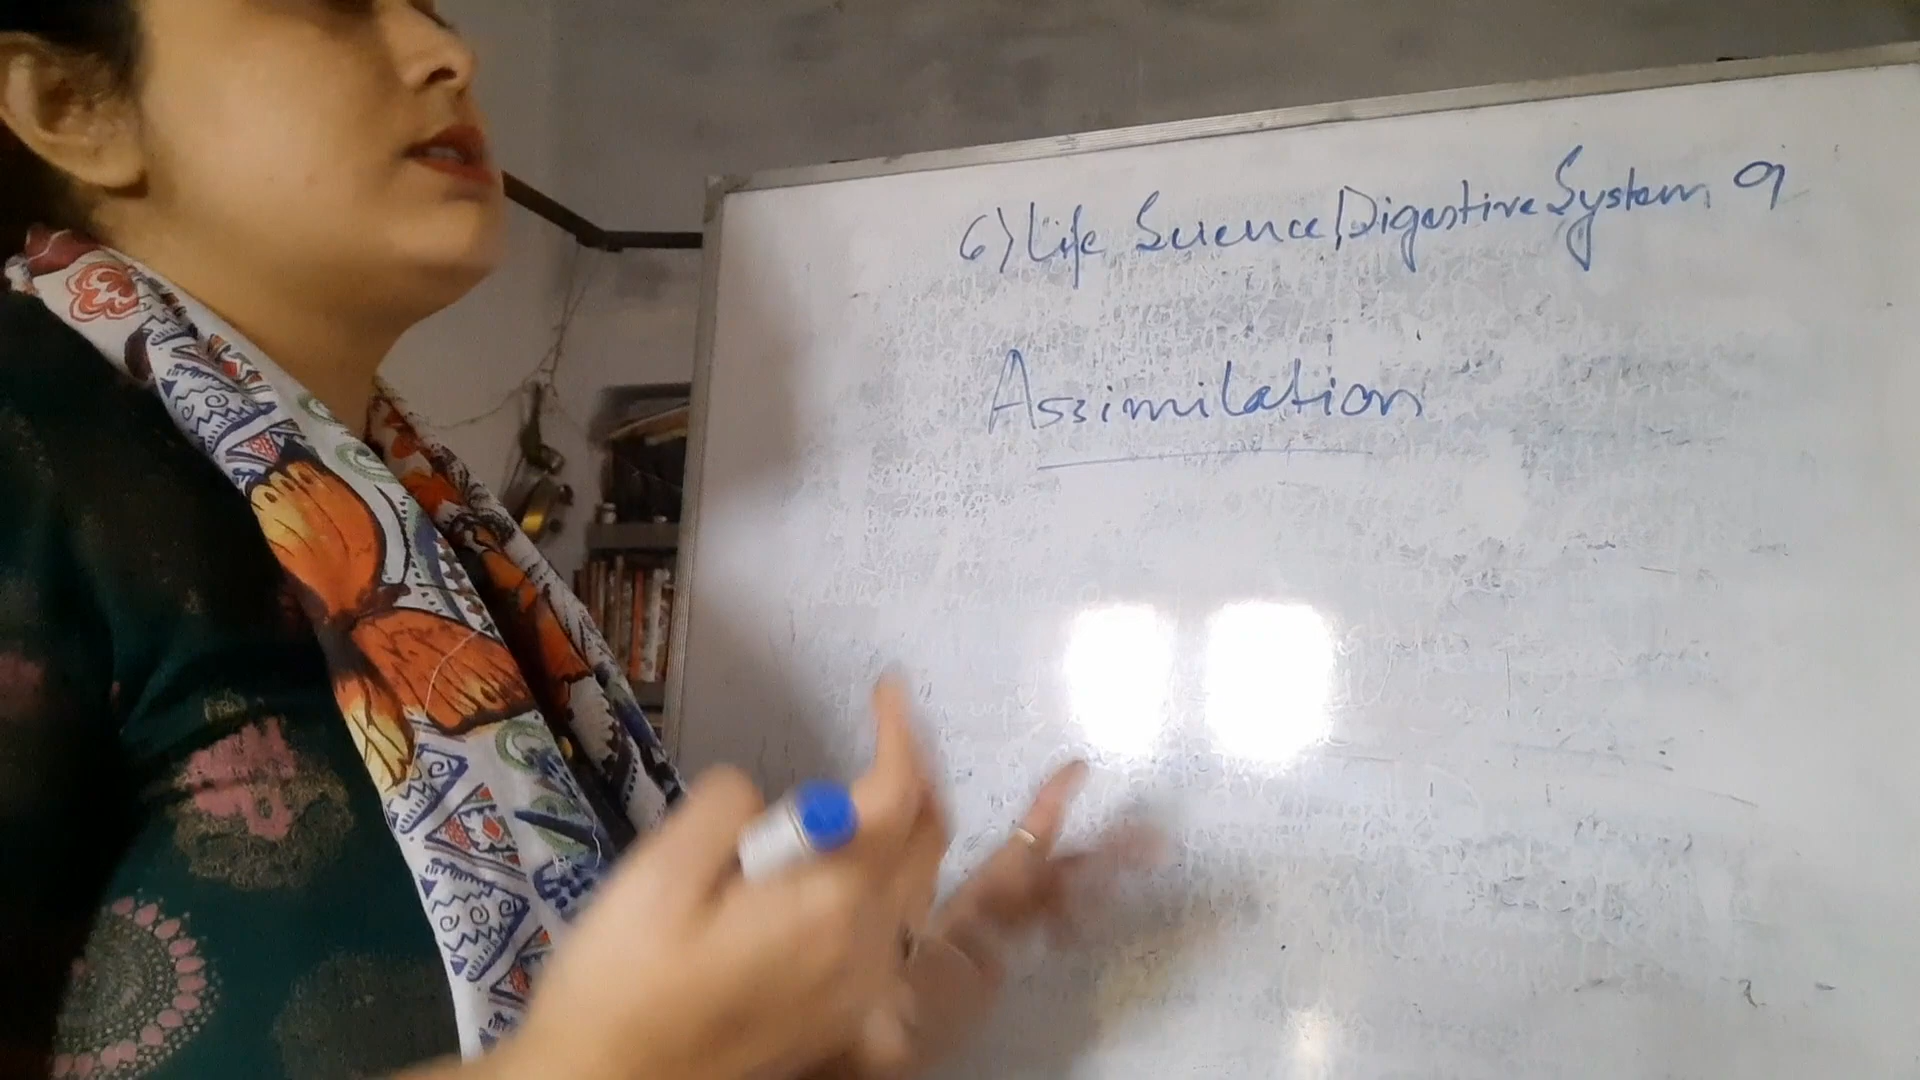 6) Life Science, Digestive System, 9
Assimilation